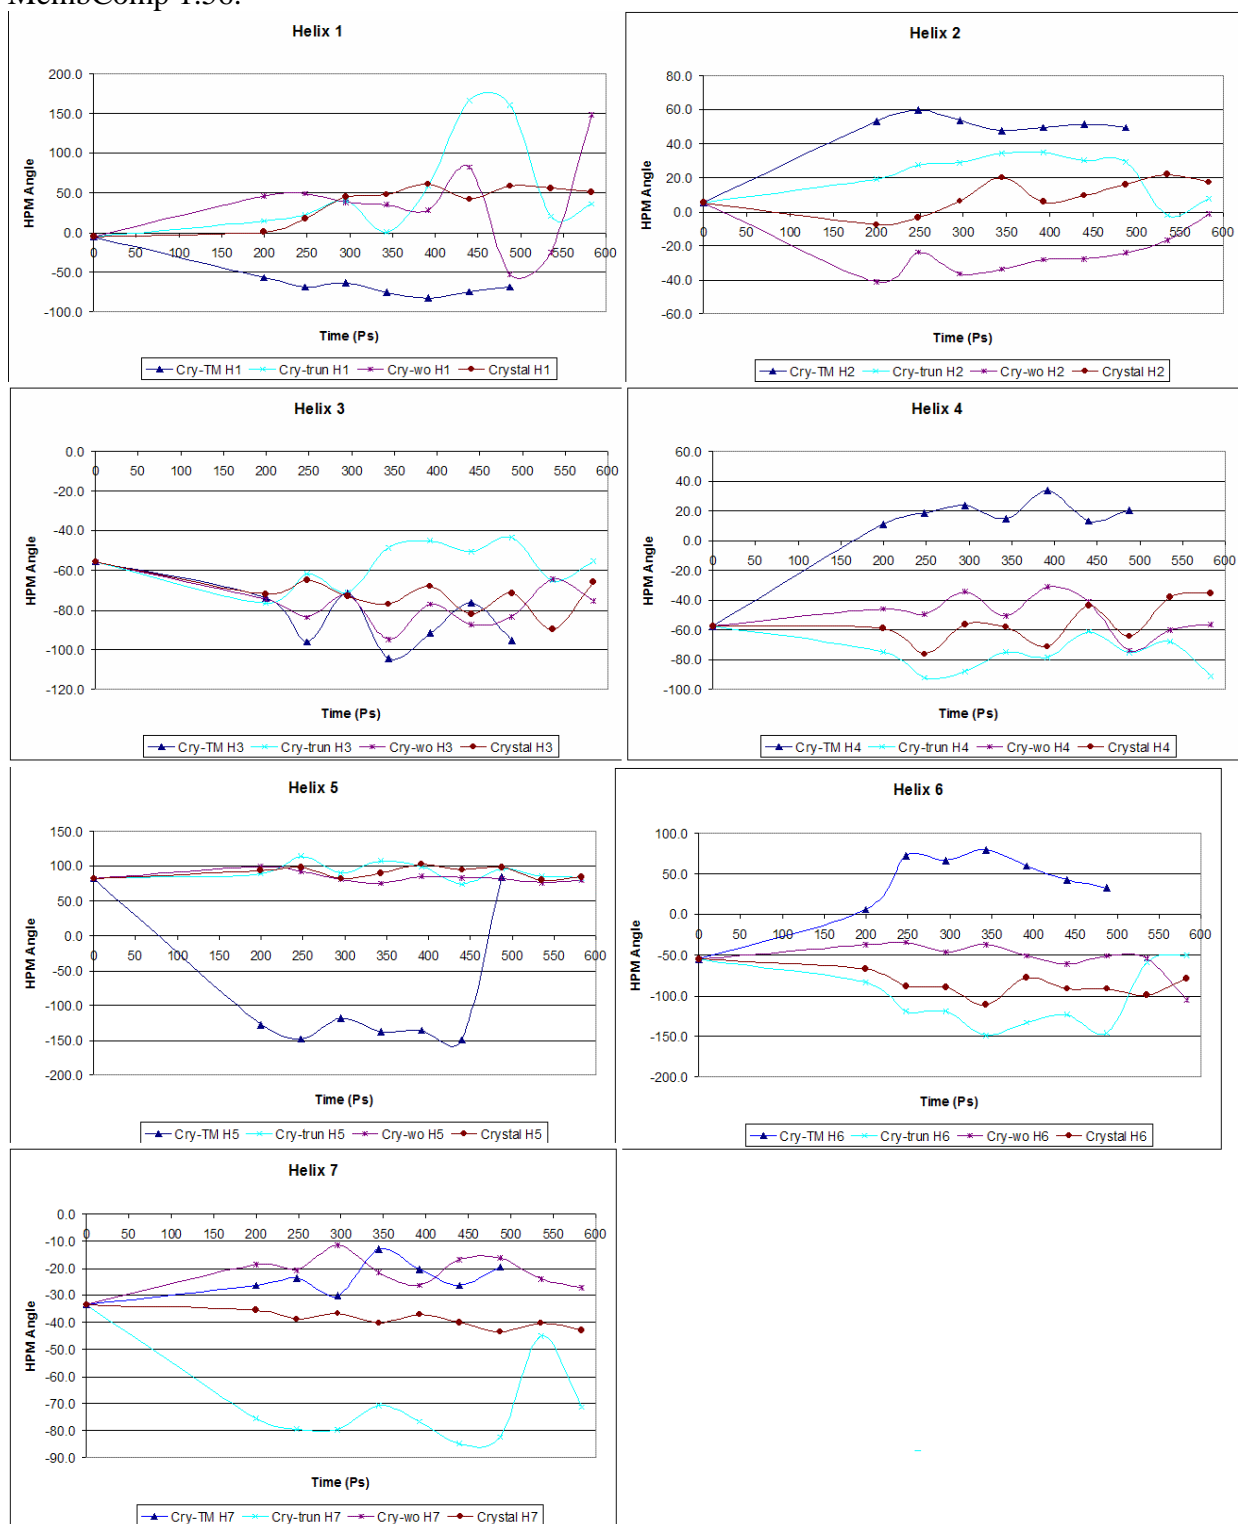 MembComp 1.38.
Helix 1
200.0
150.0
100.0
50.0
0.0
-50.0
-100.0
0 50 100 150 200 250 300 350 400 450 500 550 600
HPM Angle
Time (Ps)
Cry-TM H1 Cry-trun H1 Cry-wo H1 Crystal H1
Helix 2
80.0
60.0
40.0
20.0
0.0
-20.0
-40.0
-60.0
0 50 100 150 200 250 300 350 400 450 500 550 600
HPM Angle
Time (Ps)
Cry-TM H2 Cry-trun H2 Cry-wo H2 Crystal H2
Helix 3
0.0
-20.0
-40.0
-60.0
-80.0
-100.0
-120.0
0 50 100 150 200 250 300 350 400 450 500 550 600
HPM Angle
Time (Ps)
Cry-TM H3 Cry-trun H3 Cry-wo H3 Crystal H3
Helix 4
60.0
40.0
20.0
0.0
-20.0
-40.0
-60.0
-80.0
-100.0
0 50 100 150 200 250 300 350 400 450 500 550 600
HPM Angle
Time (Ps)
Cry-TM H4 Cry-trun H4 Cry-wo H4 Crystal H4
Helix 5
150.0
100.0
50.0
0.0
-50.0
-100.0
-150.0
-200.0
0 50 100 150 200 250 300 350 400 450 500 550 600
HPM Angle
Time (Ps)
Cry-TM H5 Cry-trun H5 Cry-wo H5 Crystal H5
Helix 6
100.0
50.0
0.0
-50.0
-100.0
-150.0
-200.0
0 50 100 150 200 250 300 350 400 450 500 550 600
HPM Angle
Time (Ps)
Cry-TM H6 Cry-trun H6 Cry-wo H6 Crystal H6
Helix 7
0.0
-10.0
-20.0
-30.0
-40.0
-50.0
-60.0
-70.0
-80.0
-90.0
0 50 100 150 200 250 300 350 400 450 500 550 600
HPM Angle
Time (Ps)
Cry-TM H7 Cry-trun H7 Cry-wo H7 Crystal H7